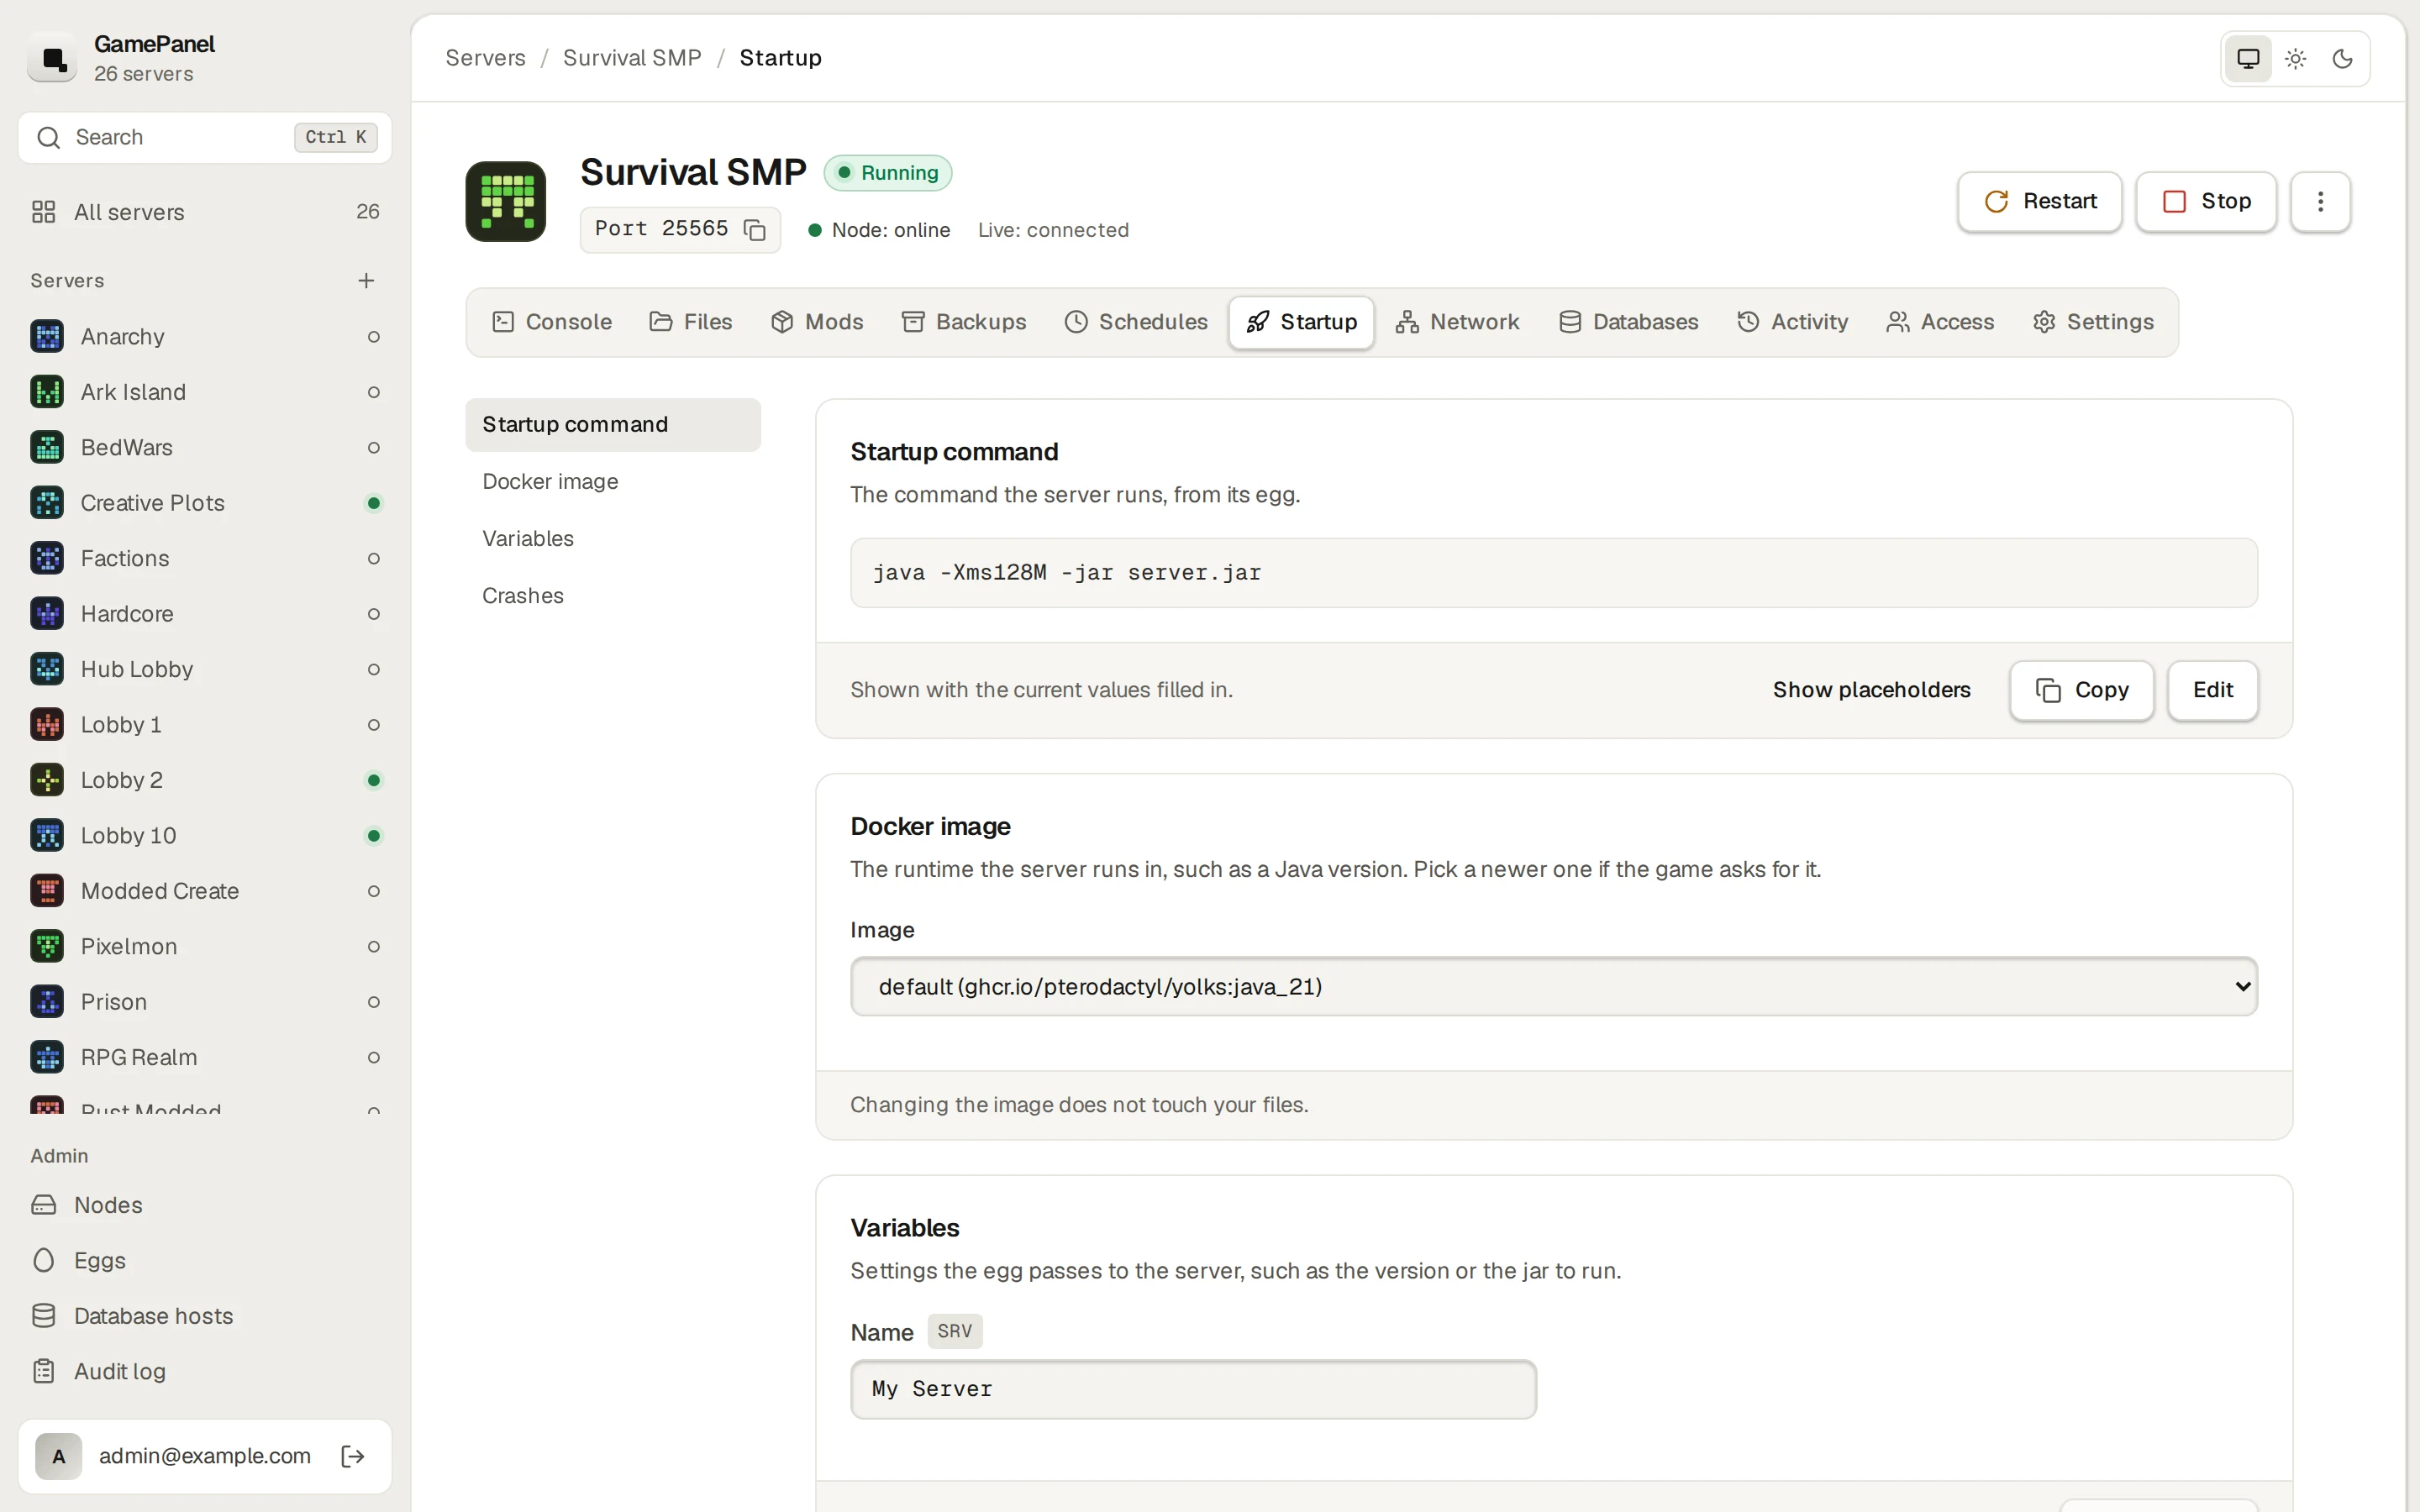 GamePanel
26 servers
Search
Ctrl K
All servers
26
Servers
Anarchy
Ark Island
BedWars
Creative Plots
Factions
Hardcore
Hub Lobby
Lobby 1
Lobby 2
Lobby 10
Modded Create
Pixelmon
Prison
RPG Realm
Rust Modded
Admin
Nodes
Eggs
Database hosts
Audit log
A
admin@example.com
Servers / Survival SMP / Startup
Survival SMP
Running
Port 25565
Node: online
Live: connected
Restart
Stop
Console
Files
Mods
Backups
Schedules
Startup
Network
Databases
Activity
Access
Settings
Startup command
Docker image
Variables
Crashes
Startup command
The command the server runs, from its egg.
java -Xms128M -jar server.jar
Shown with the current values filled in.
Show placeholders
Copy
Edit
Docker image
The runtime the server runs in, such as a Java version. Pick a newer one if the game asks for it.
Image
default (ghcr.io/pterodactyl/yolks:java_21)
Changing the image does not touch your files.
Variables
Settings the egg passes to the server, such as the version or the jar to run.
Name SRV
My Server